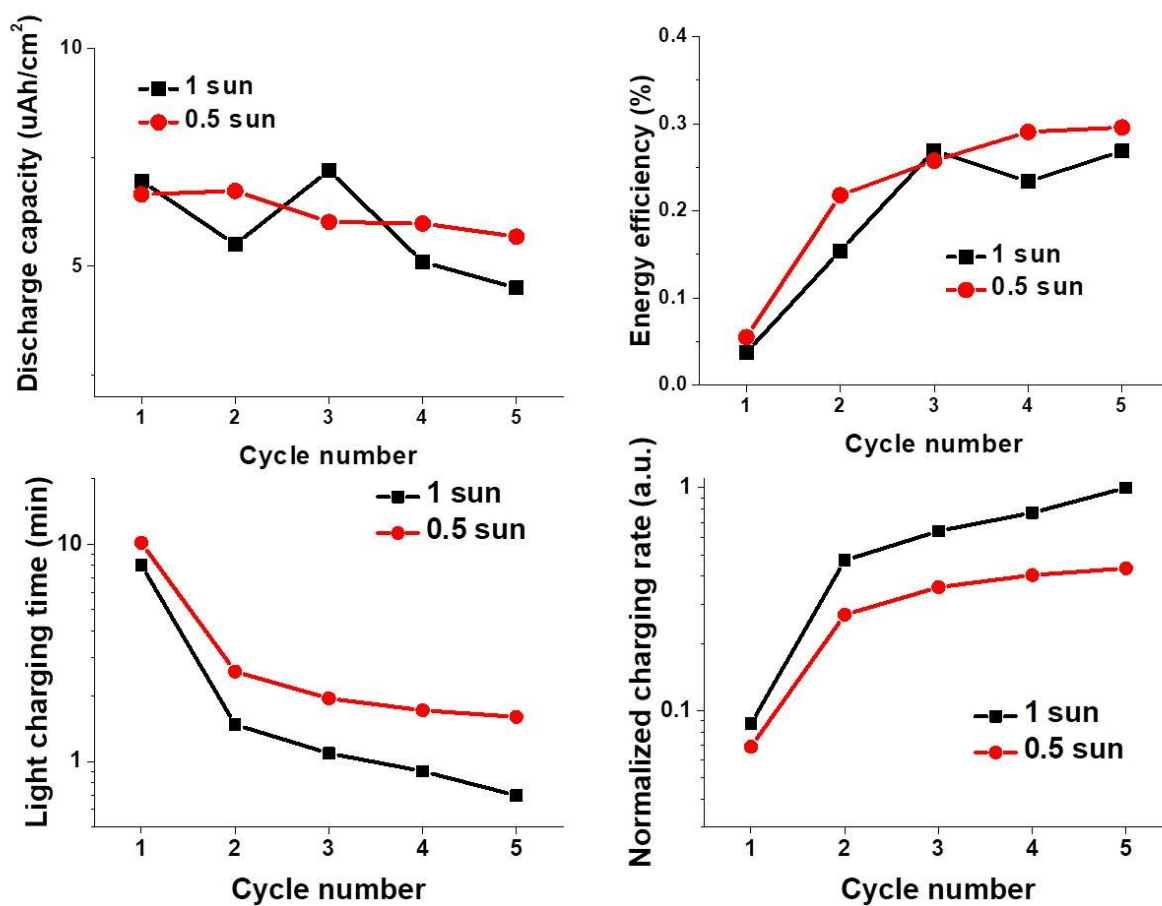 Discharge capacity (uAh/cm²)
10
5
1 sun
0.5 sun
1 2 3 4 5
Cycle number
Energy efficiency (%)
0.4
0.3
0.2
0.1
0.0
1 sun
0.5 sun
1 2 3 4 5
Cycle number
Light charging time (min)
10
1
1 sun
0.5 sun
1 2 3 4 5
Cycle number
Normalized charging rate (a.u.)
1
0.1
1 sun
0.5 sun
1 2 3 4 5
Cycle number